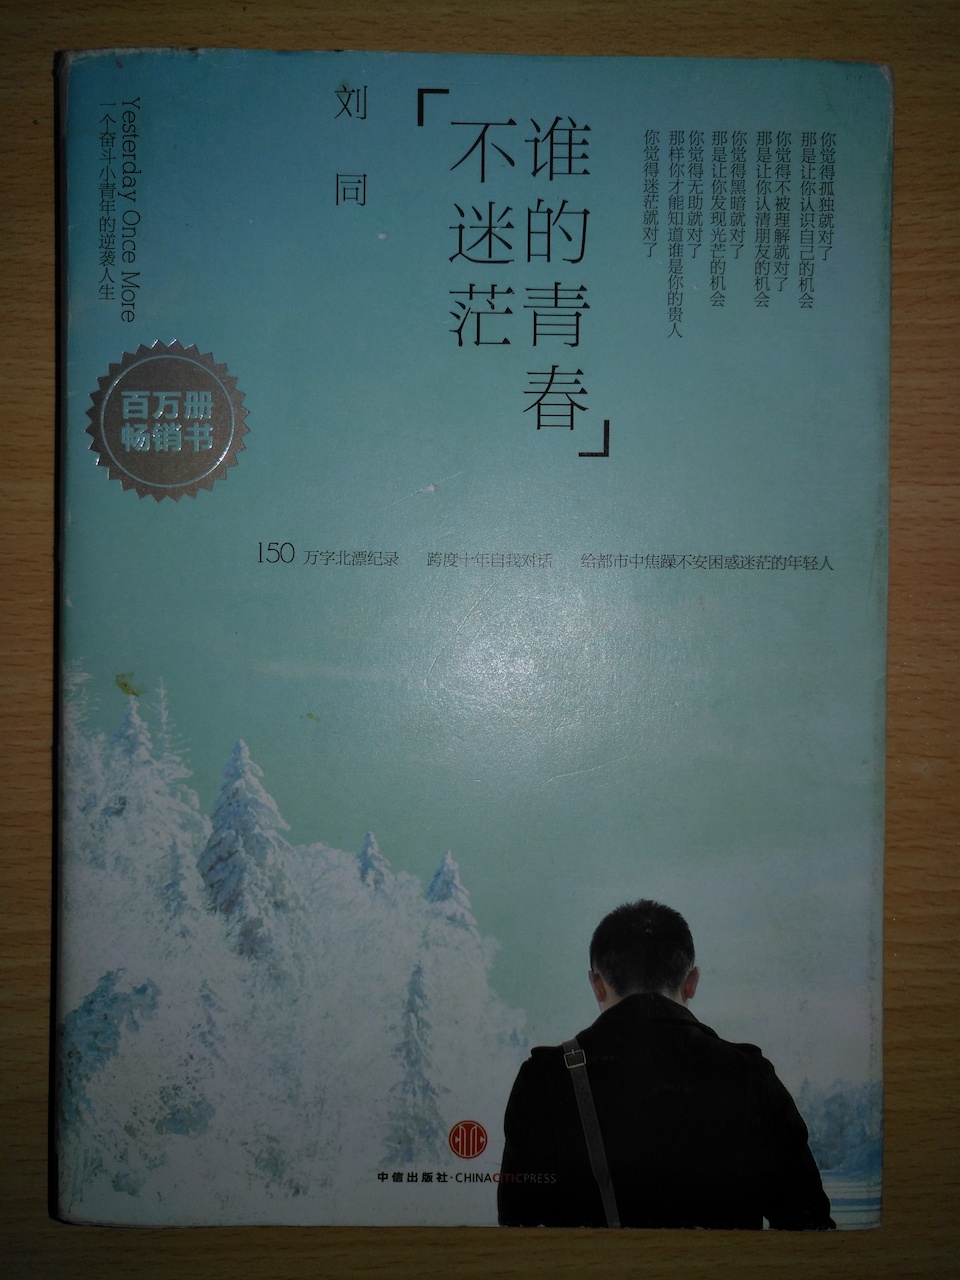 你觉得孤独就对了
那是让你认识自己的机会
你觉得不被理解就对了
那是让你认清朋友的机会
你觉得黑暗就对了
那是让你发现光芒的机会
你觉得无助就对了
那样你才能知道谁是你的贵人
你觉得迷茫就对了
「谁的青春
不迷茫」
刘同
Yesterday Once More
一个奋斗小青年的逆袭人生
百万册
畅销书
150 万字北漂纪录 跨度十年自我对话 给都市中焦躁不安困惑迷茫的年轻人
中信出版社·CHINA CITIC PRESS